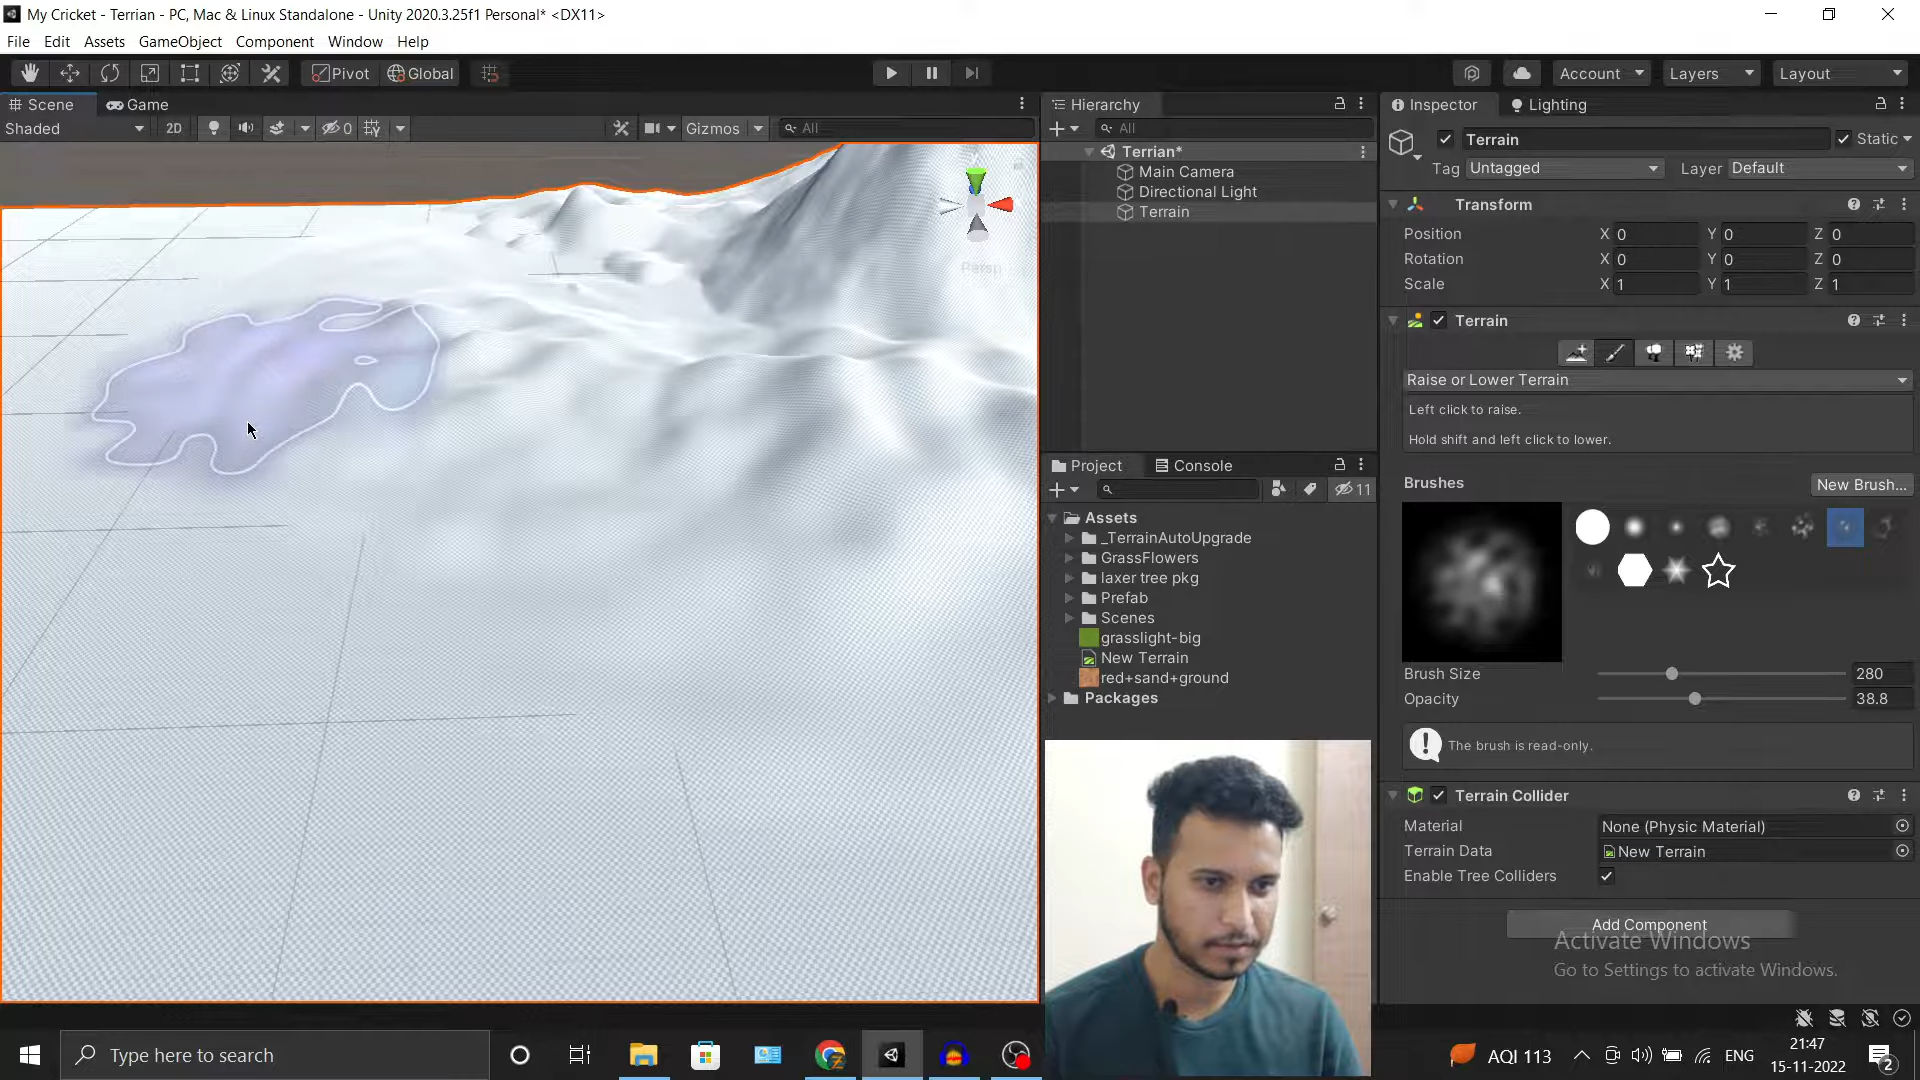 My Cricket - Terrian - PC, Mac & Linux Standalone - Unity 2020.3.25f1 Personal* <DX11>
File Edit Assets GameObject Component Window Help
Pivot Global Account Layers Layout
Scene Game
Shaded 2D 0 Gizmos All
Persp
Hierarchy
All
Terrian*
Main Camera
Directional Light
Terrain
Project Console
11
Assets
_TerrainAutoUpgrade
GrassFlowers
laxer tree pkg
Prefab
Scenes
grasslight-big
New Terrain
red+sand+ground
Packages
Inspector Lighting
Terrain Static
Tag Untagged Layer Default
Transform
Position X 0 Y 0 Z 0
Rotation X 0 Y 0 Z 0
Scale X 1 Y 1 Z 1
Terrain
Raise or Lower Terrain
Left click to raise.
Hold shift and left click to lower.
Brushes New Brush...
Brush Size 280
Opacity 38.8
The brush is read-only.
Terrain Collider
Material None (Physic Material)
Terrain Data New Terrain
Enable Tree Colliders
Add Component
Activate Windows
Go to Settings to activate Windows.
Type here to search
AQI 113 ENG
21:47
15-11-2022
2